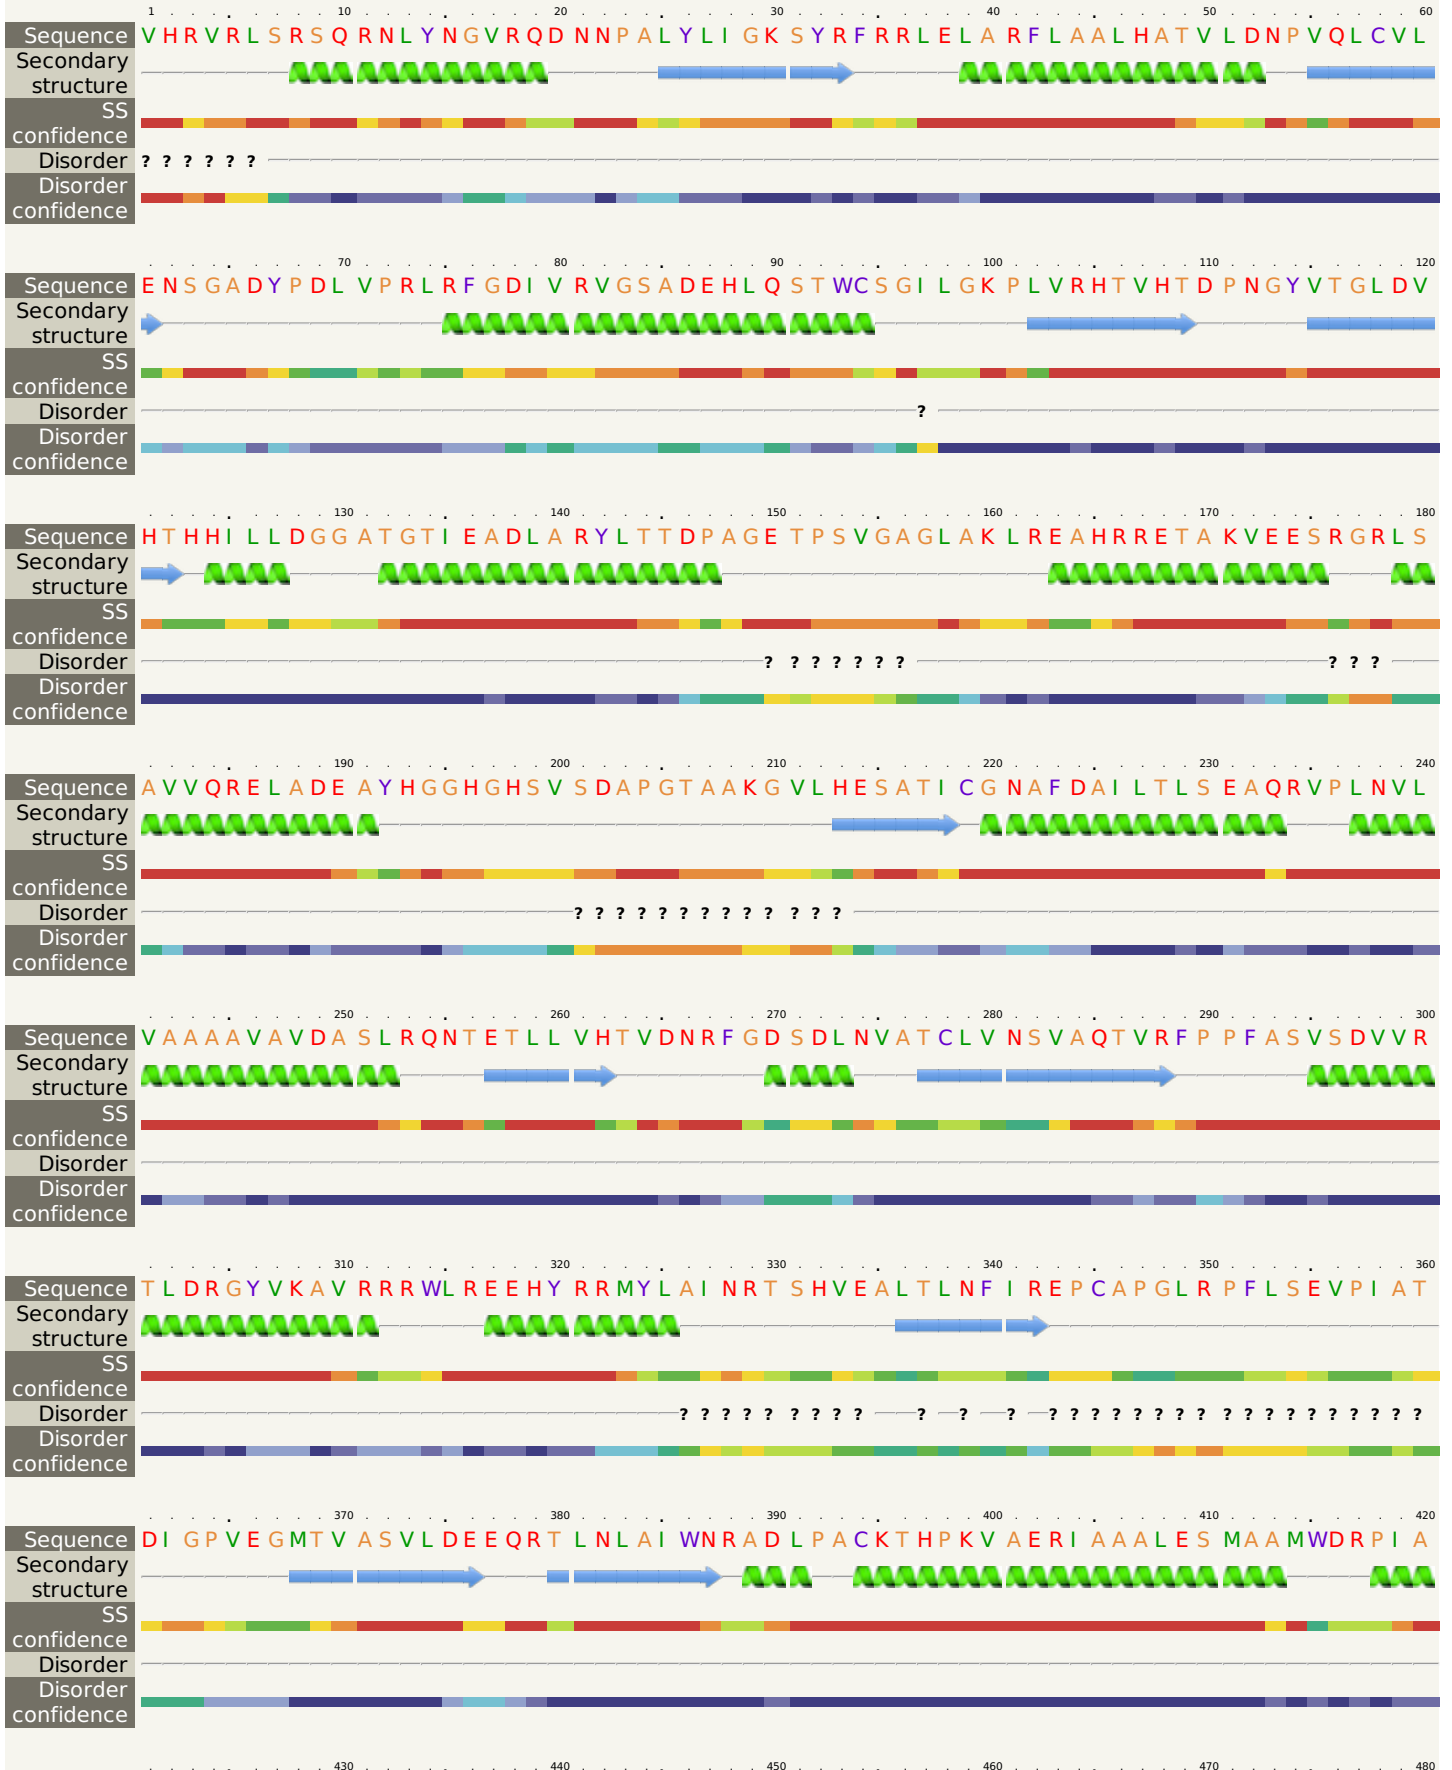 1 10 20 30 40 50 60
Sequence V H R V R L S R S Q R N L Y N G V R Q D N N P A L Y L I G K S Y R F R R L E L A R F L A A L H A T V L D N P V Q L C V L
Secondary
structure
SS
confidence
Disorder ? ? ? ? ? ?
Disorder
confidence
70 80 90 100 110 120
Sequence E N S G A D Y P D L V P R L R F G D I V R V G S A D E H L Q S T W C S G I L G K P L V R H T V H T D P N G Y V T G L D V
Secondary
structure
SS
confidence
Disorder ?
Disorder
confidence
130 140 150 160 170 180
Sequence H T H H I L L D G G A T G T I E A D L A R Y L T T D P A G E T P S V G A G L A K L R E A H R R E T A K V E E S R G R L S
Secondary
structure
SS
confidence
Disorder ? ? ? ? ? ? ? ? ? ?
Disorder
confidence
190 200 210 220 230 240
Sequence A V V Q R E L A D E A Y H G G H G H S V S D A P G T A A K G V L H E S A T I C G N A F D A I L T L S E A Q R V P L N V L
Secondary
structure
SS
confidence
Disorder ? ? ? ? ? ? ? ? ? ? ? ? ?
Disorder
confidence
250 260 270 280 290 300
Sequence V A A A A V A V D A S L R Q N T E T L L V H T V D N R F G D S D L N V A T C L V N S V A Q T V R F P P F A S V S D V V R
Secondary
structure
SS
confidence
Disorder
Disorder
confidence
310 320 330 340 350 360
Sequence T L D R G Y V K A V R R R W L R E E H Y R R M Y L A I N R T S H V E A L T L N F I R E P C A P G L R P F L S E V P I A T
Secondary
structure
SS
confidence
Disorder ? ? ? ? ? ? ? ? ? ? ? ? ? ? ? ? ? ? ? ? ? ? ? ? ? ? ? ? ? ?
Disorder
confidence
370 380 390 400 410 420
Sequence D I G P V E G M T V A S V L D E E Q R T L N L A I W N R A D L P A C K T H P K V A E R I A A A L E S M A A M W D R P I A
Secondary
structure
SS
confidence
Disorder
Disorder
confidence
430 440 450 460 470 480